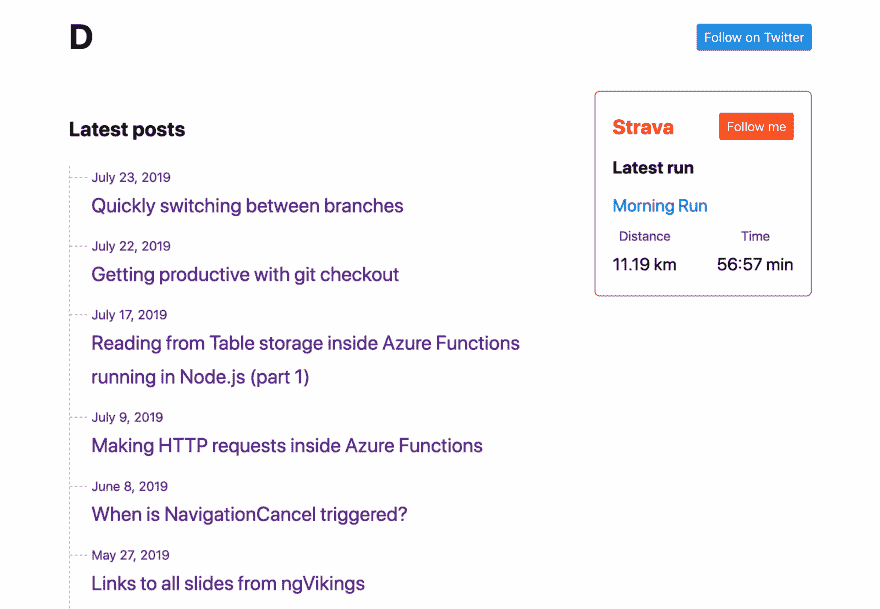 D
Follow on Twitter
Latest posts
July 23, 2019
Quickly switching between branches
July 22, 2019
Getting productive with git checkout
July 17, 2019
Reading from Table storage inside Azure Functions
running in Node.js (part 1)
July 9, 2019
Making HTTP requests inside Azure Functions
June 8, 2019
When is NavigationCancel triggered?
May 27, 2019
Links to all slides from ngVikings
Strava
Follow me
Latest run
Morning Run
Distance Time
11.19 km 56:57 min